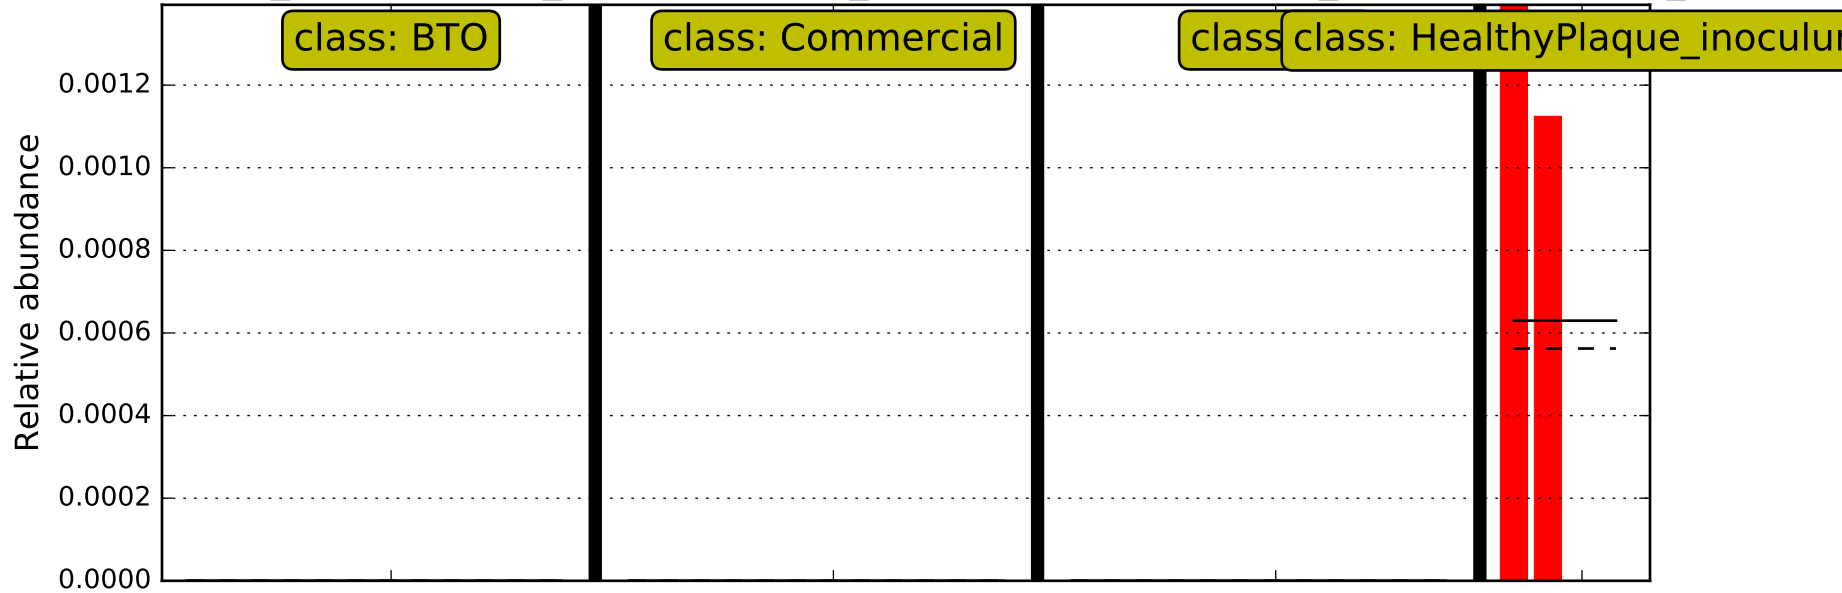 class: BTO
class: Commercial
class
class: HealthyPlaque_inoculu
0.0012
0.0010
0.0008
0.0006
0.0004
0.0002
0.0000
Relative abundance